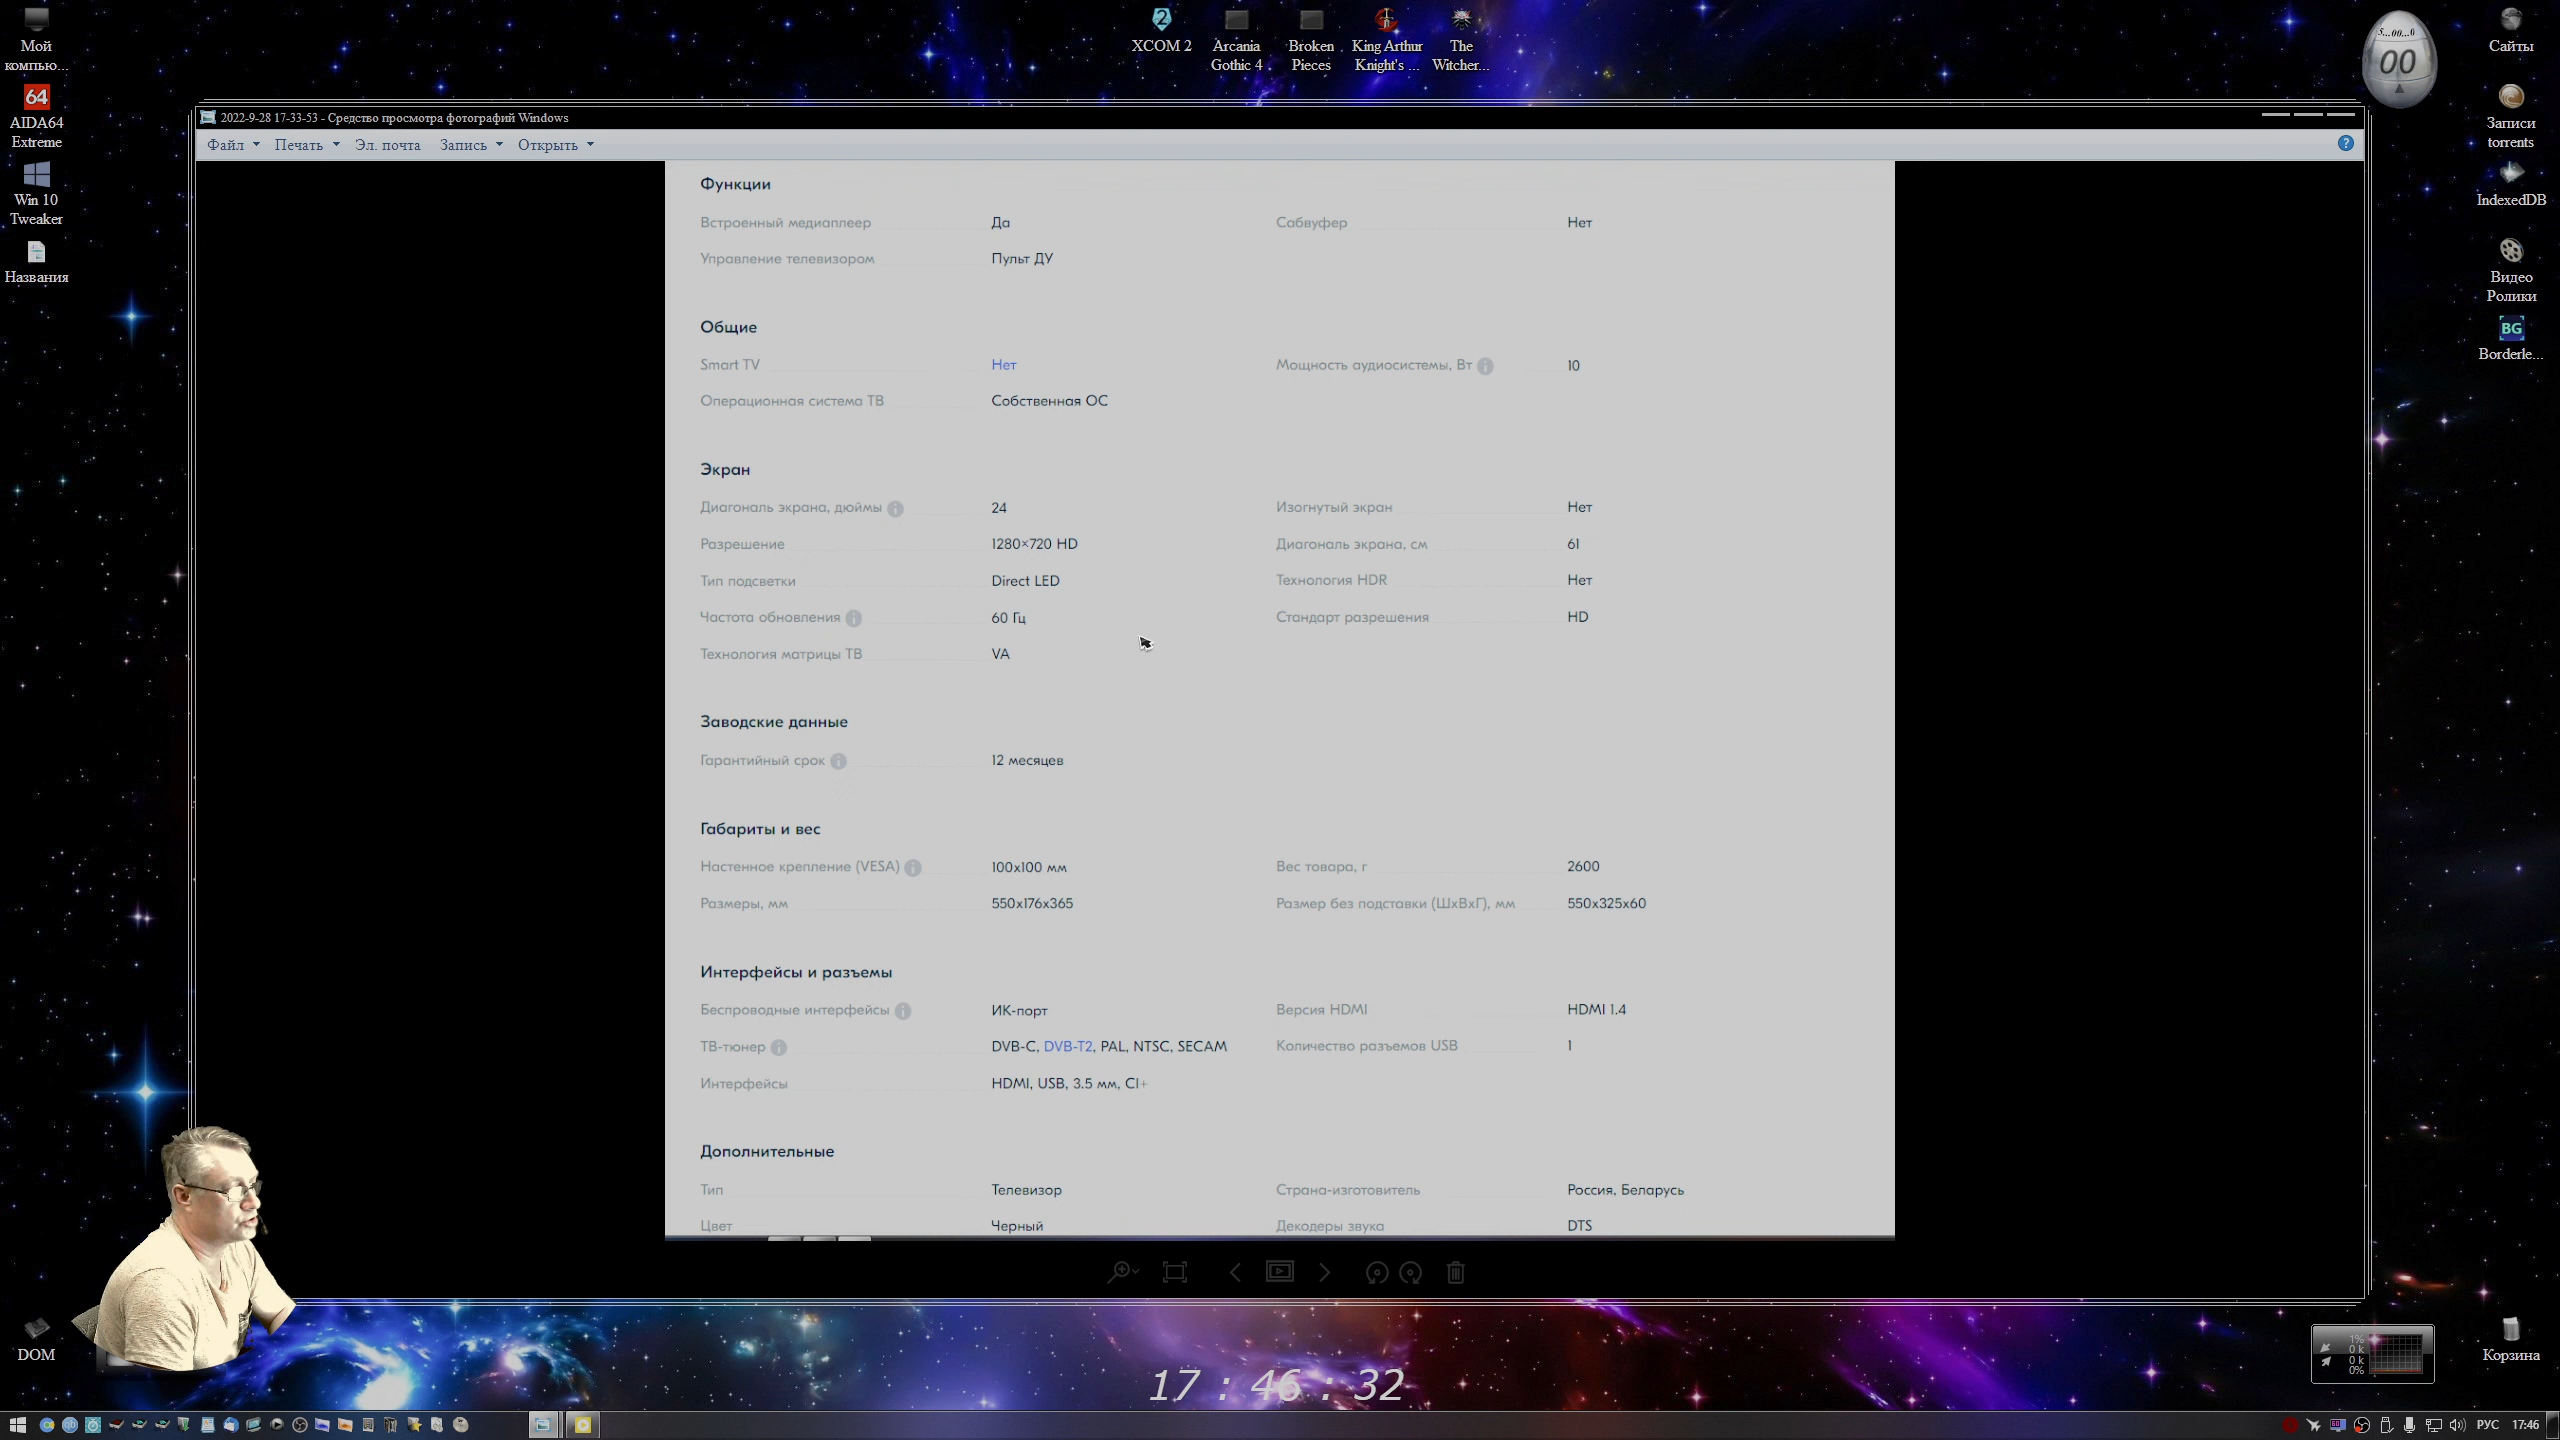 Мой компью...
XCOM 2
Arcania Gothic 4
Broken Pieces
King Arthur Knight's ...
The Witcher...
00
Сайты
64
AIDA64 Extreme
Записи torrents
Win 10 Tweaker
IndexedDB
Названия
Видео Ролики
BG
Borderle...
2022-9-28 17-33-53 - Средство просмотра фотографий Windows
Файл Печать Эл. почта Запись Открыть
Функции
Встроенный медиаплеер Да Сабвуфер Нет
Управление телевизором Пульт ДУ
Общие
Smart TV Нет Мощность аудиосистемы, Вт 10
Операционная система ТВ Собственная ОС
Экран
Диагональ экрана, дюймы 24 Изогнутый экран Нет
Разрешение 1280×720 HD Диагональ экрана, см 61
Тип подсветки Direct LED Технология HDR Нет
Частота обновления 60 Гц Стандарт разрешения HD
Технология матрицы ТВ VA
Заводские данные
Гарантийный срок 12 месяцев
Габариты и вес
Настенное крепление (VESA) 100x100 мм Вес товара, г 2600
Размеры, мм 550x176x365 Размер без подставки (ШxВxГ), мм 550x325x60
Интерфейсы и разъемы
Беспроводные интерфейсы ИК-порт Версия HDMI HDMI 1.4
ТВ-тюнер DVB-C, DVB-T2, PAL, NTSC, SECAM Количество разъемов USB 1
Интерфейсы HDMI, USB, 3.5 мм, CI+
Дополнительные
Тип Телевизор Страна-изготовитель Россия, Беларусь
Цвет Черный Декодеры звука DTS
DOM
17 : 46 : 32
1%
0 k
0 k
0%
Корзина
РУС 17:46